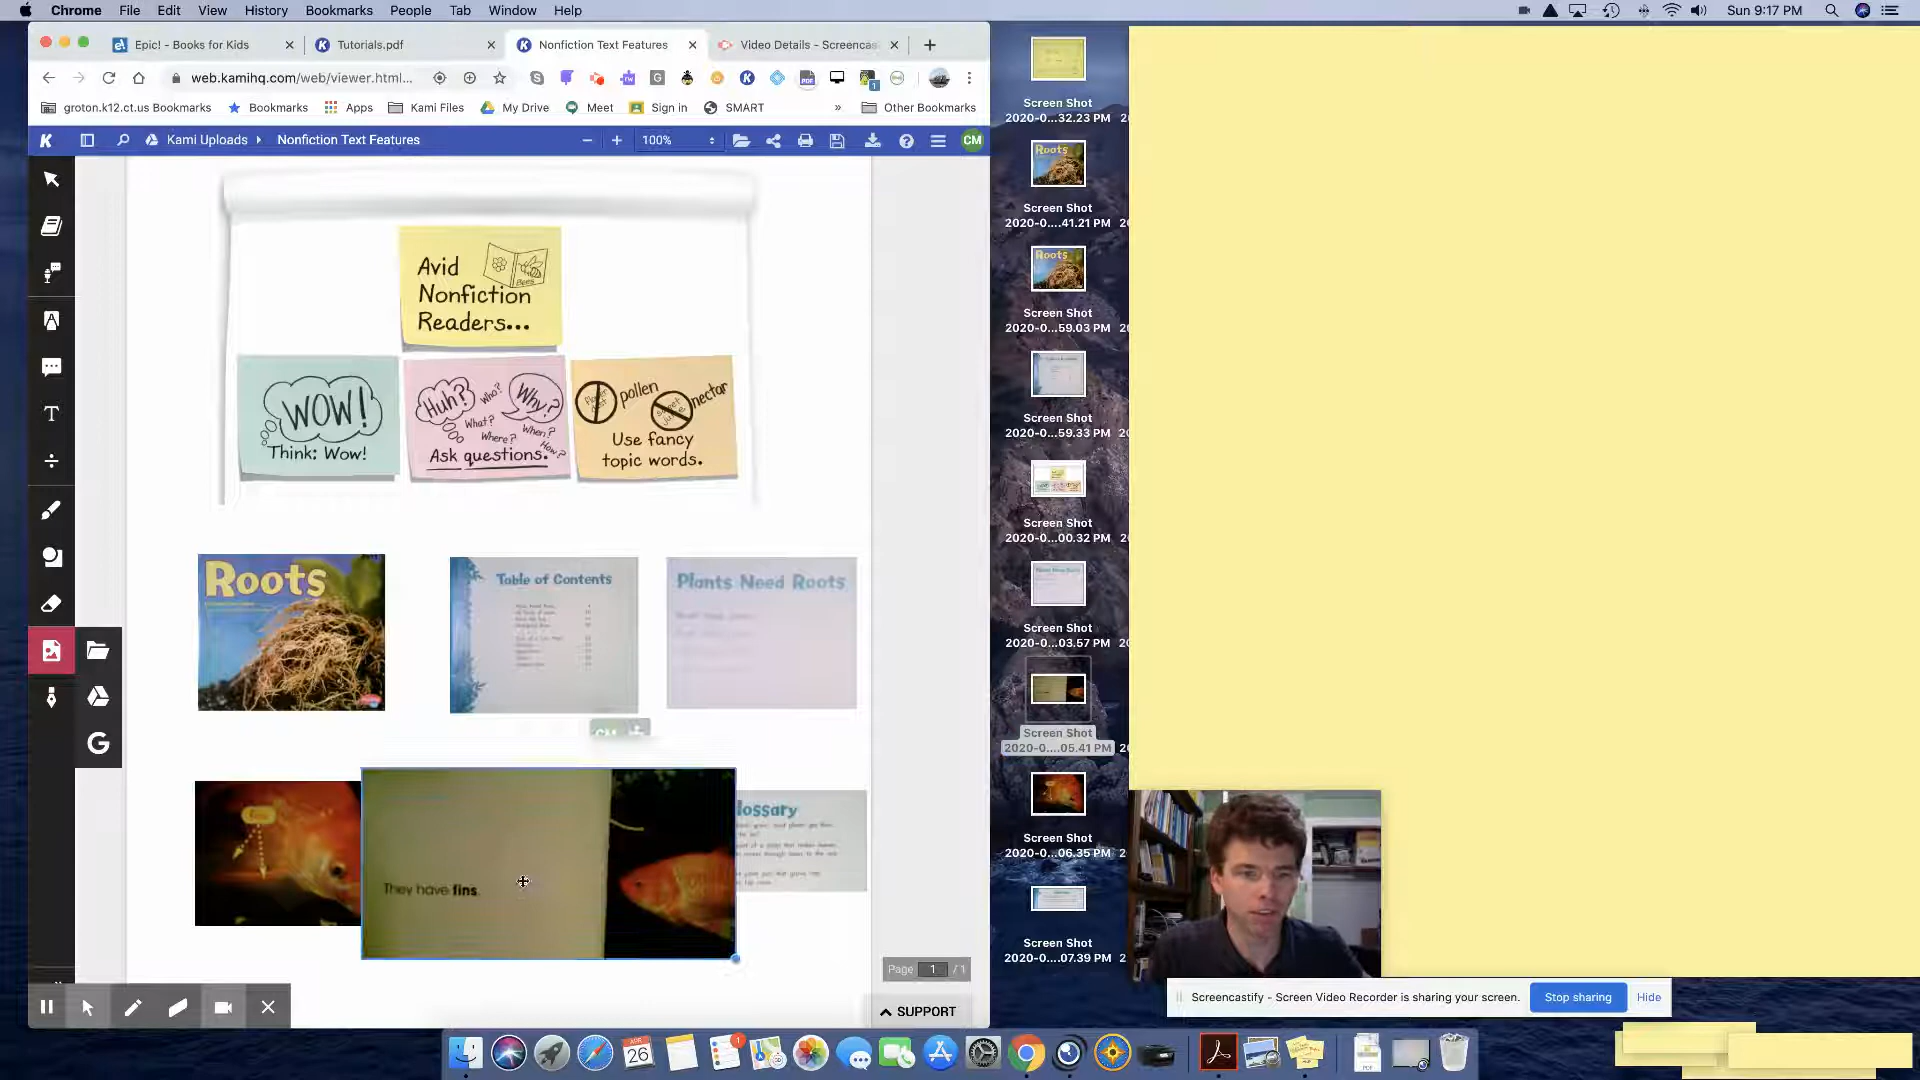 Chrome File Edit View History Bookmarks People Tab Window Help
Sun 9:17 PM
Epic! - Books for Kids
Tutorials.pdf
Nonfiction Text Features
Video Details - Screencas
web.kamihq.com/web/viewer.html...
groton.k12.ct.us Bookmarks
Bookmarks
Apps
Kami Files
My Drive
Meet
Sign in
SMART
»
Other Bookmarks
K
Kami Uploads
Nonfiction Text Features
100%
CM
Avid
Nonfiction
Readers...
Bees
WOW!
Think: Wow!
Huh?
Who?
Why?
What?
Where?
When?
How?
Ask questions.
pollen
nectar
Use fancy
topic words.
Roots
Table of Contents
Plants Need Roots
CM
They have fins.
lossary
Page 1 / 1
SUPPORT
Screen Shot
2020-0....32.23 PM
Roots
Screen Shot
2020-0....41.21 PM
Roots
Screen Shot
2020-0...59.03 PM
Screen Shot
2020-0...59.33 PM
Screen Shot
2020-0....00.32 PM
Screen Shot
2020-0....03.57 PM
Screen Shot
2020-0....05.41 PM
Screen Shot
2020-0....06.35 PM
Screen Shot
2020-0....07.39 PM
Screencastify - Screen Video Recorder is sharing your screen.
Stop sharing
Hide
APR
26
1